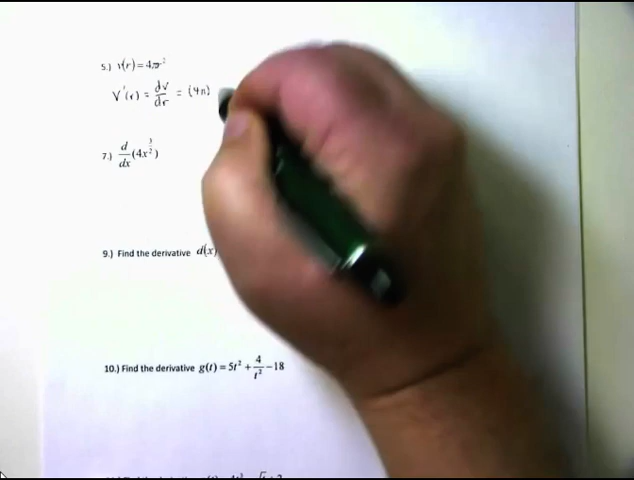 5.) v(r) = 4πr²
V'(r) = dv/dr = (4π)
7.) d/dx (4x^(3/2))
9.) Find the derivative d(x)
10.) Find the derivative g(t) = 5t² + 4/t² − 18